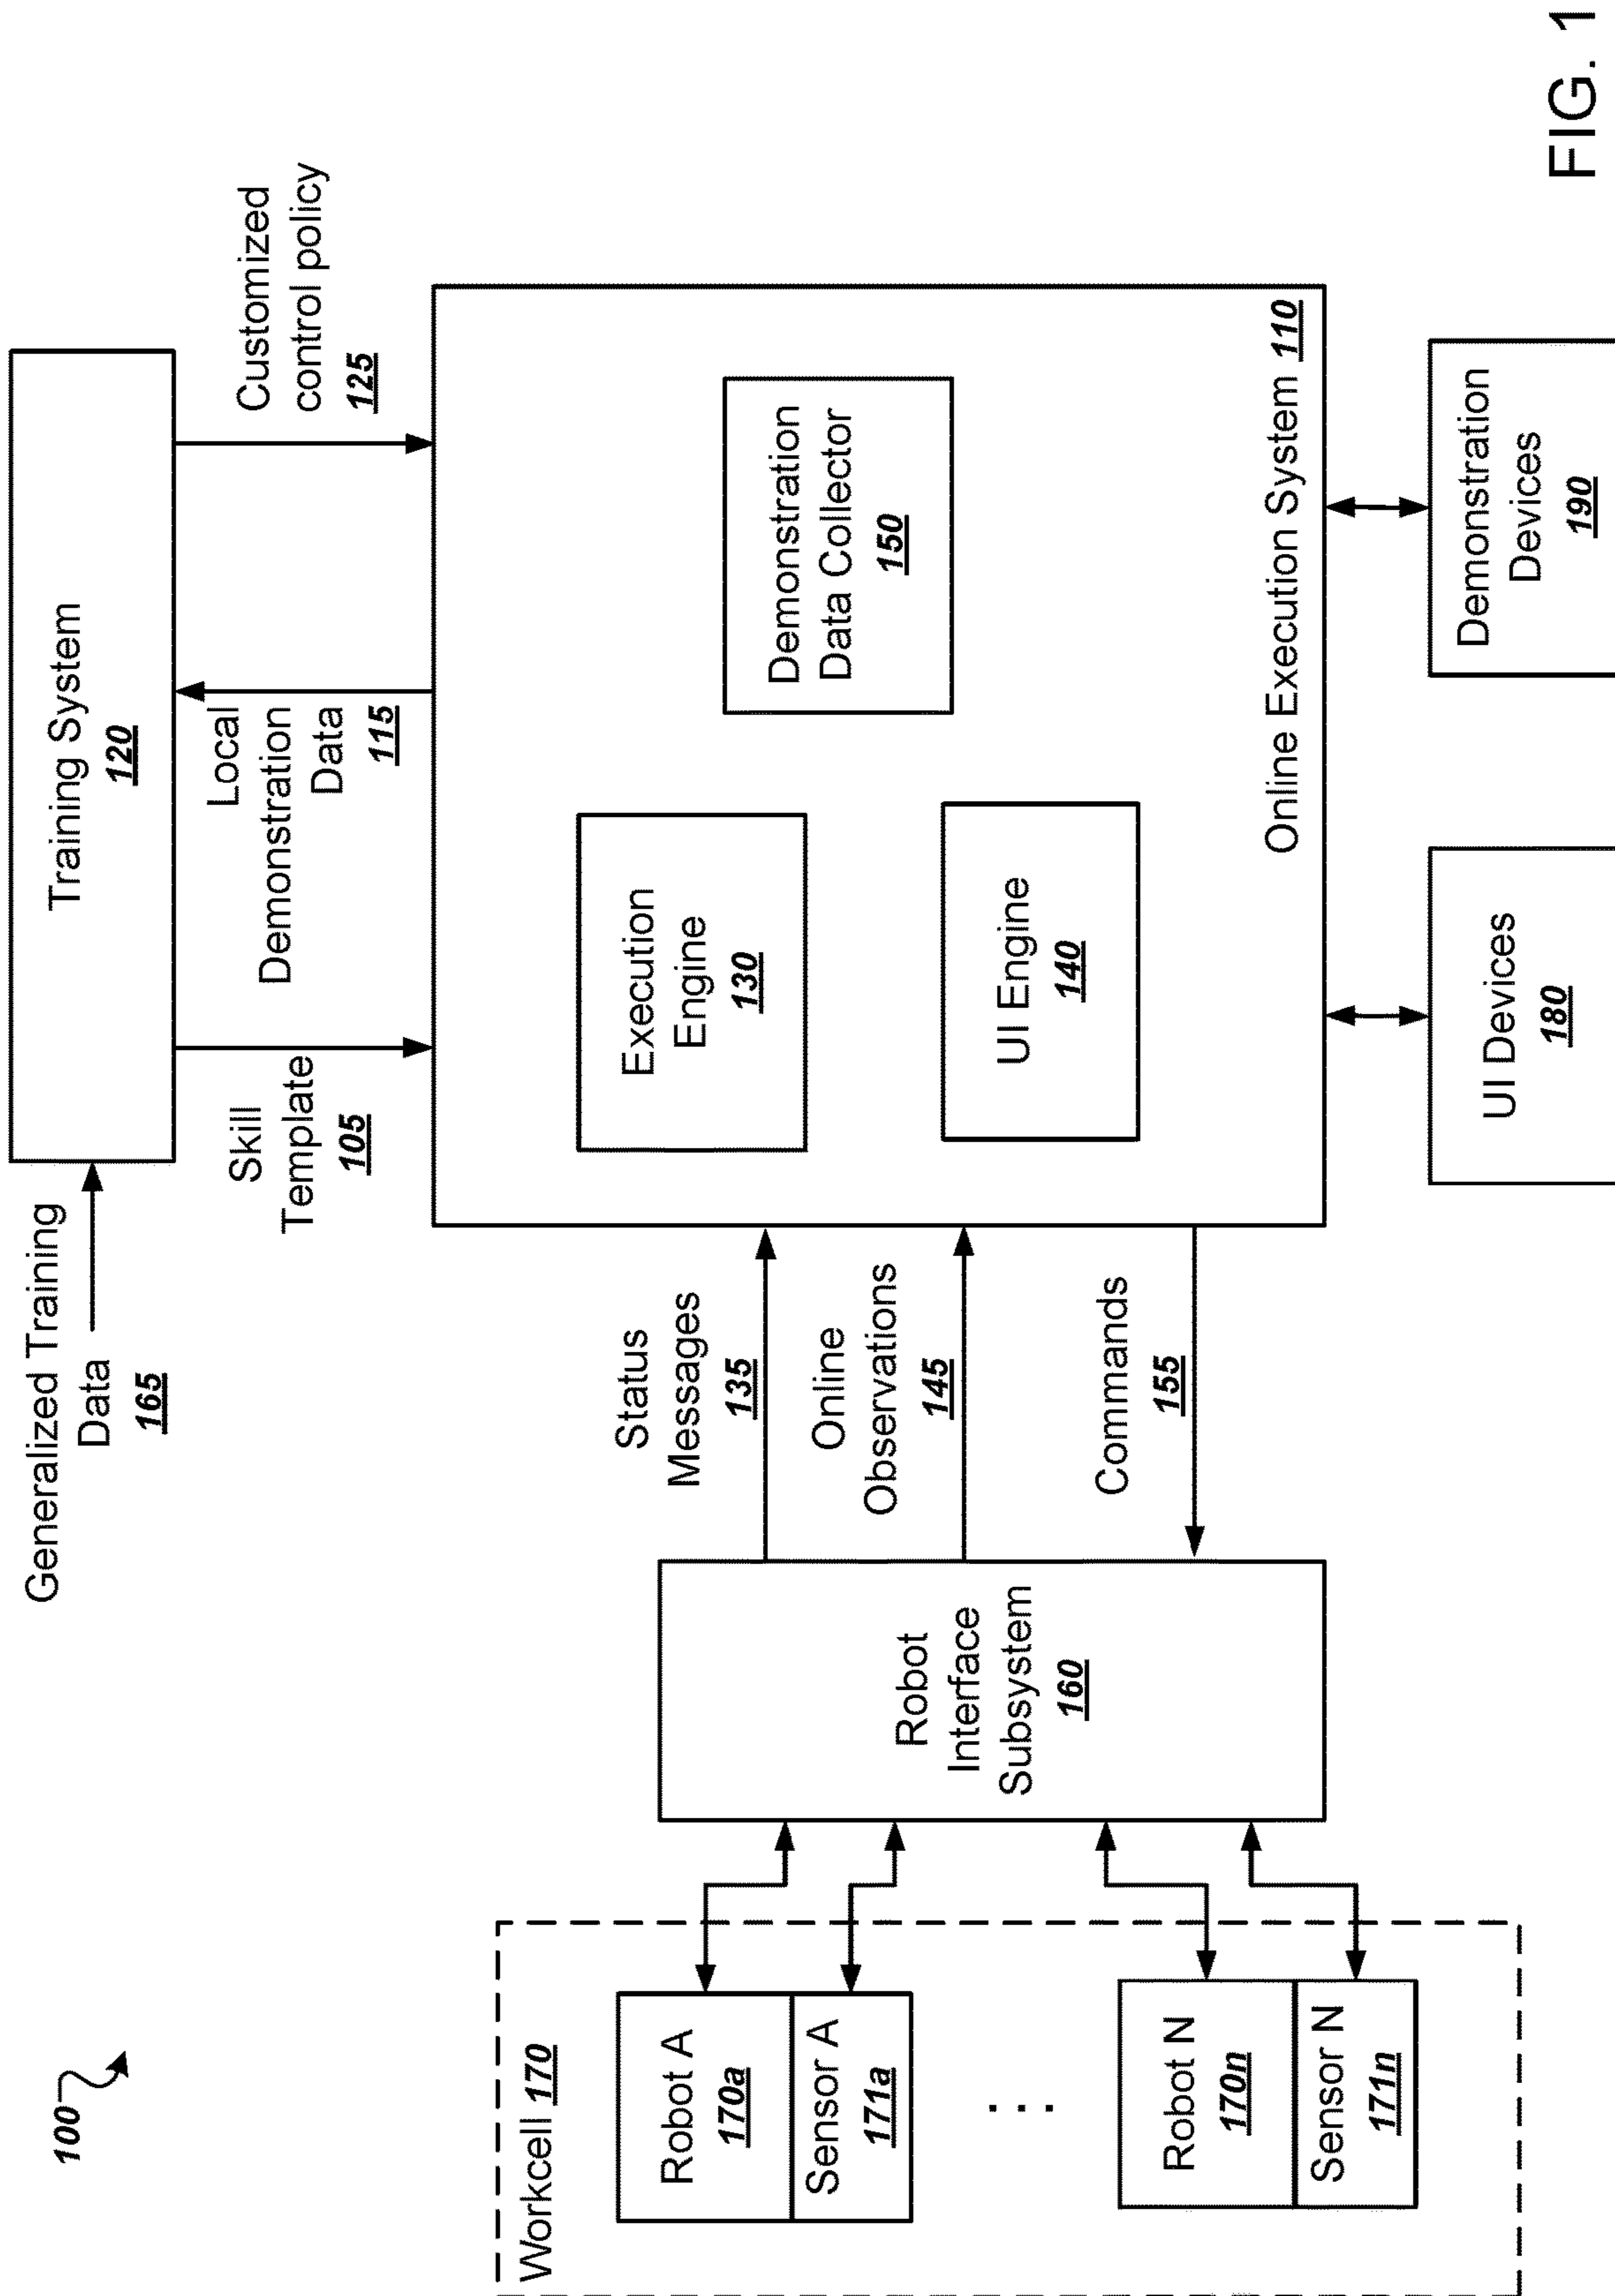 100
Generalized Training
Data
165
Training System
120
Skill
Template
105
Local
Demonstration
Data
115
Customized
control policy
125
Workcell 170
Robot A
170a
Sensor A
171a
. . .
Robot N
170n
Sensor N
171n
Robot
Interface
Subsystem
160
Status
Messages
135
Online
Observations
145
Commands
155
Execution
Engine
130
UI Engine
140
Demonstration
Data Collector
150
Online Execution System 110
UI Devices
180
Demonstration
Devices
190
FIG. 1